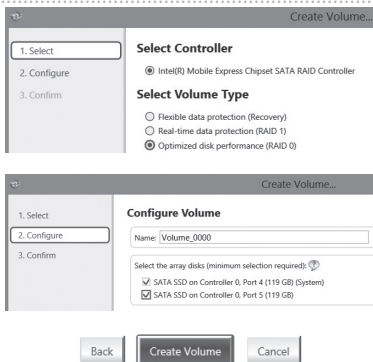 Create Volume...
1. Select
2. Configure
3. Confirm
Select Controller
Intel(R) Mobile Express Chipset SATA RAID Controller
Select Volume Type
Flexible data protection (Recovery)
Real-time data protection (RAID 1)
Optimized disk performance (RAID 0)
Create Volume...
1. Select
2. Configure
3. Confirm
Configure Volume
Name: Volume_0000
Select the array disks (minimum selection required):
SATA SSD on Controller 0, Port 4 (119 GB) (System)
SATA SSD on Controller 0, Port 5 (119 GB)
Back Create Volume Cancel